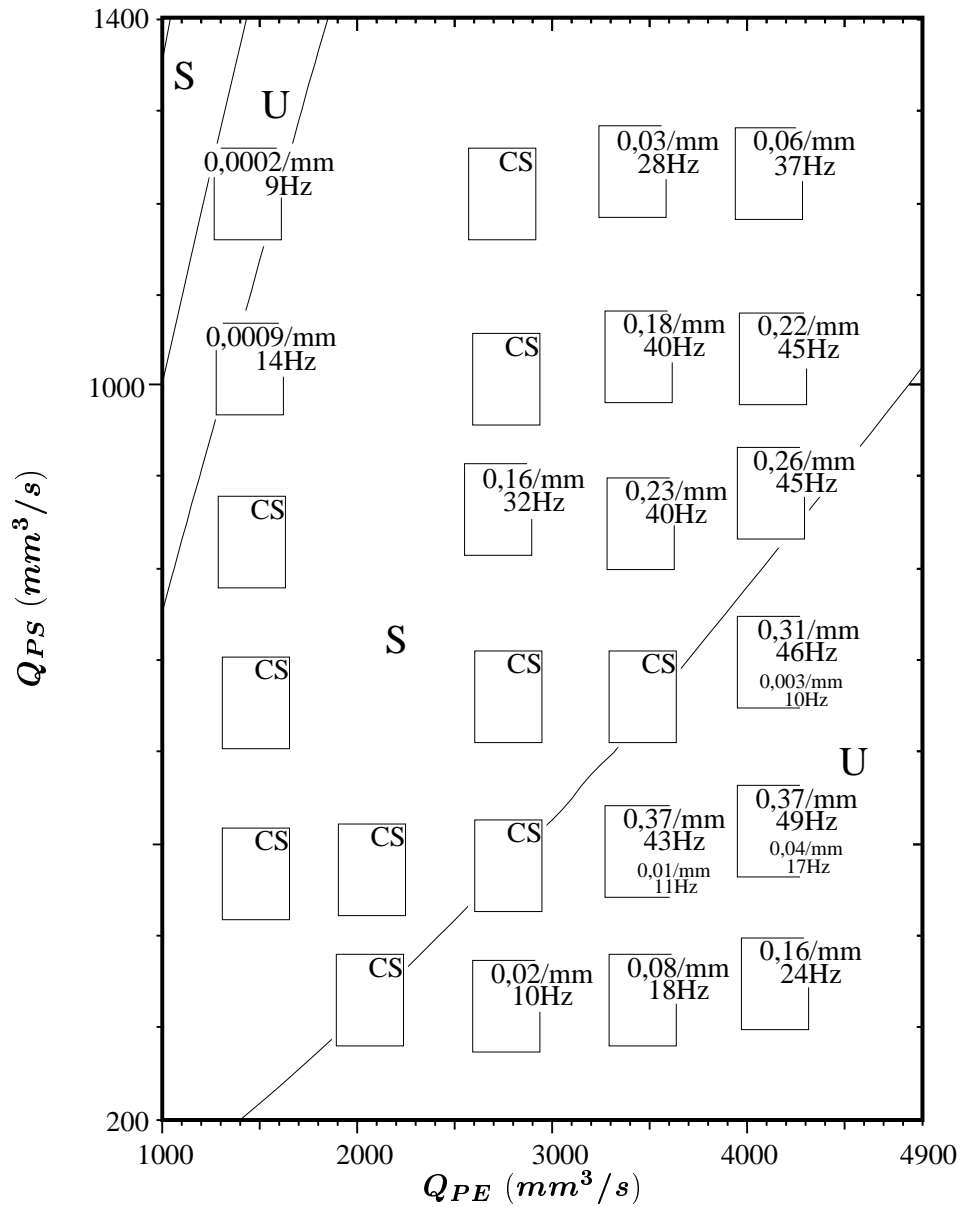 1400
S
U
0,0002/mm
9Hz
CS
0,03/mm
28Hz
0,06/mm
37Hz
0,0009/mm
14Hz
CS
0,18/mm
40Hz
0,22/mm
45Hz
1000
CS
0,16/mm
32Hz
0,23/mm
40Hz
0,26/mm
45Hz
Q_PS (mm³/s)
S
CS
CS
CS
0,31/mm
46Hz
0,003/mm
10Hz
U
CS
CS
CS
0,37/mm
43Hz
0,01/mm
11Hz
0,37/mm
49Hz
0,04/mm
17Hz
CS
0,02/mm
10Hz
0,08/mm
18Hz
0,16/mm
24Hz
200
1000 2000 3000 4000 4900
Q_PE (mm³/s)